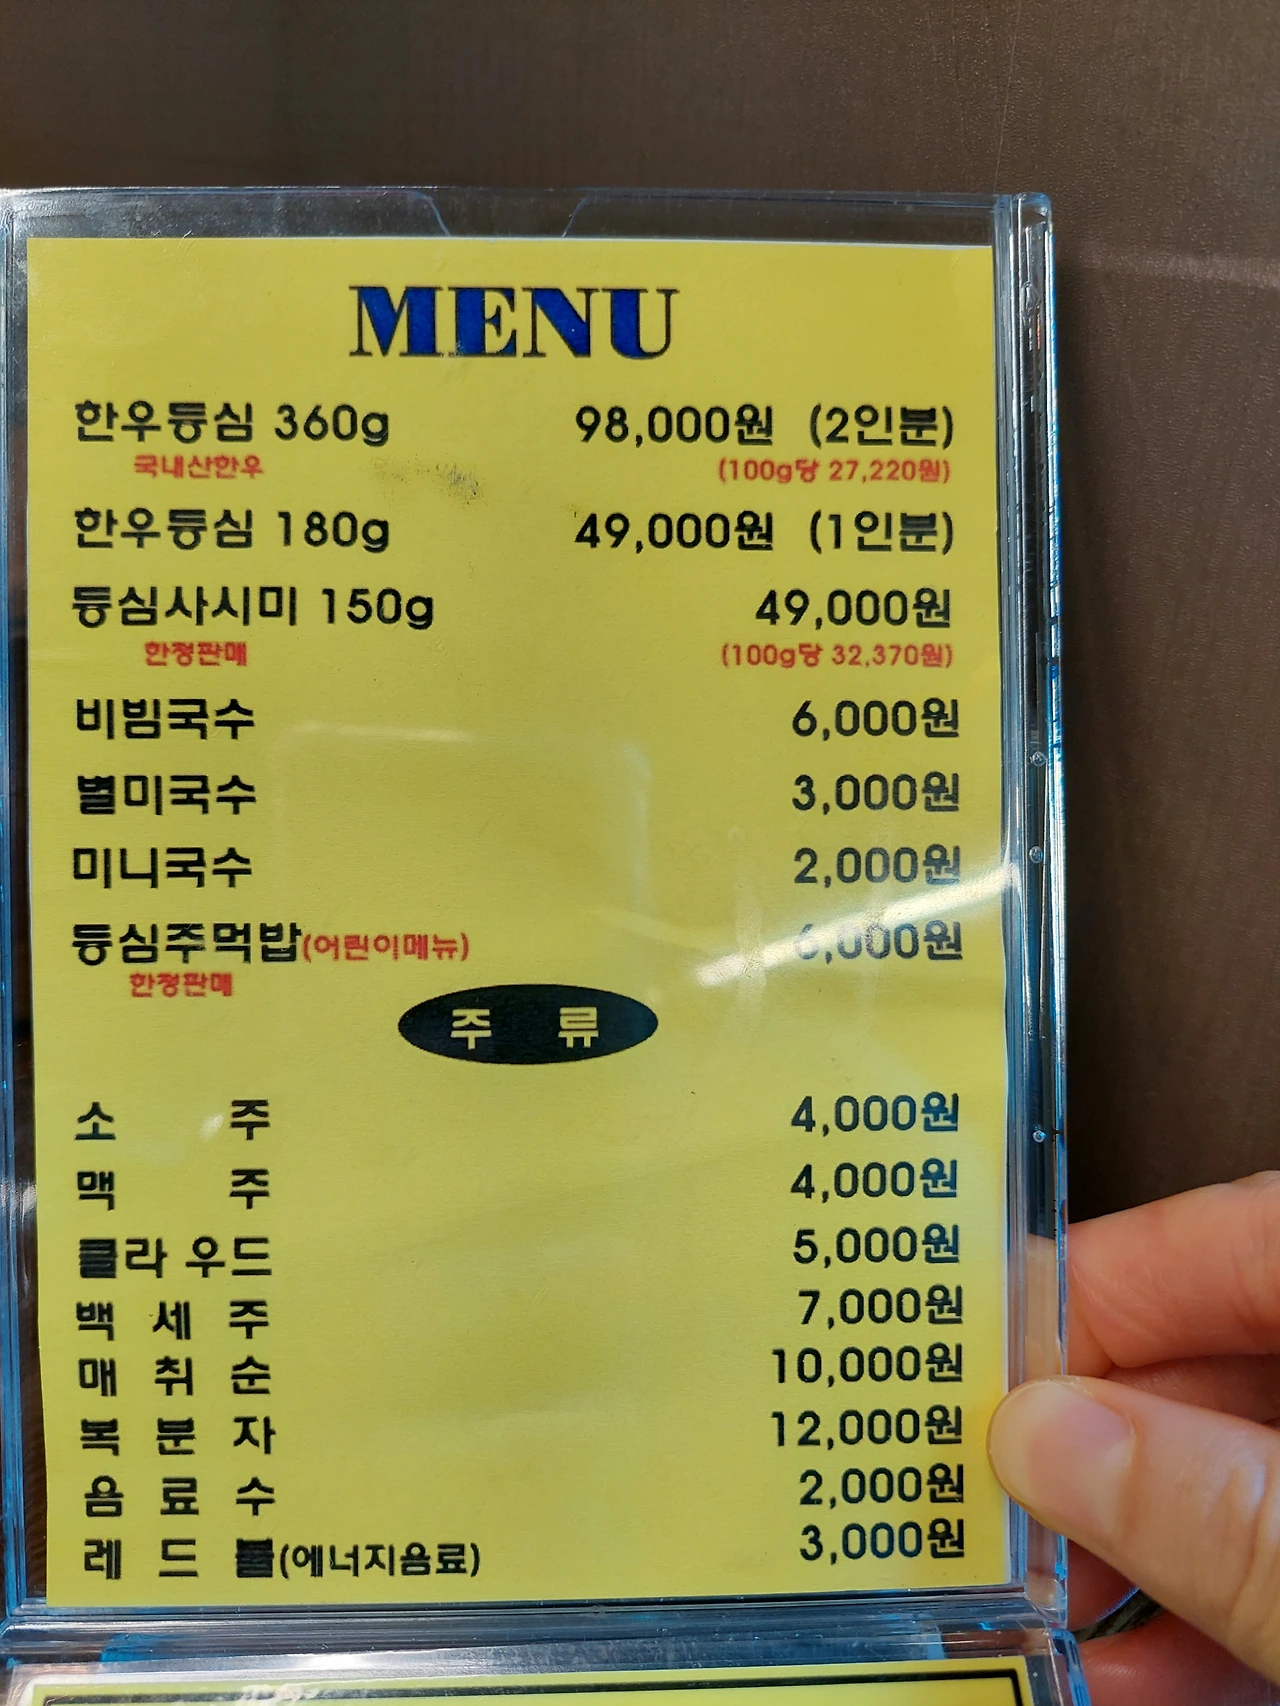 MENU
한우등심 360g 98,000원 (2인분)
국내산한우 (100g당 27,220원)
한우등심 180g 49,000원 (1인분)
등심사시미 150g 49,000원
한정판매 (100g당 32,370원)
비빔국수 6,000원
별미국수 3,000원
미니국수 2,000원
등심주먹밥(어린이메뉴) 6,000원
한정판매
주 류
소 주 4,000원
맥 주 4,000원
클라우드 5,000원
백 세 주 7,000원
매 취 순 10,000원
복 분 자 12,000원
음 료 수 2,000원
레 드 불(에너지음료) 3,000원